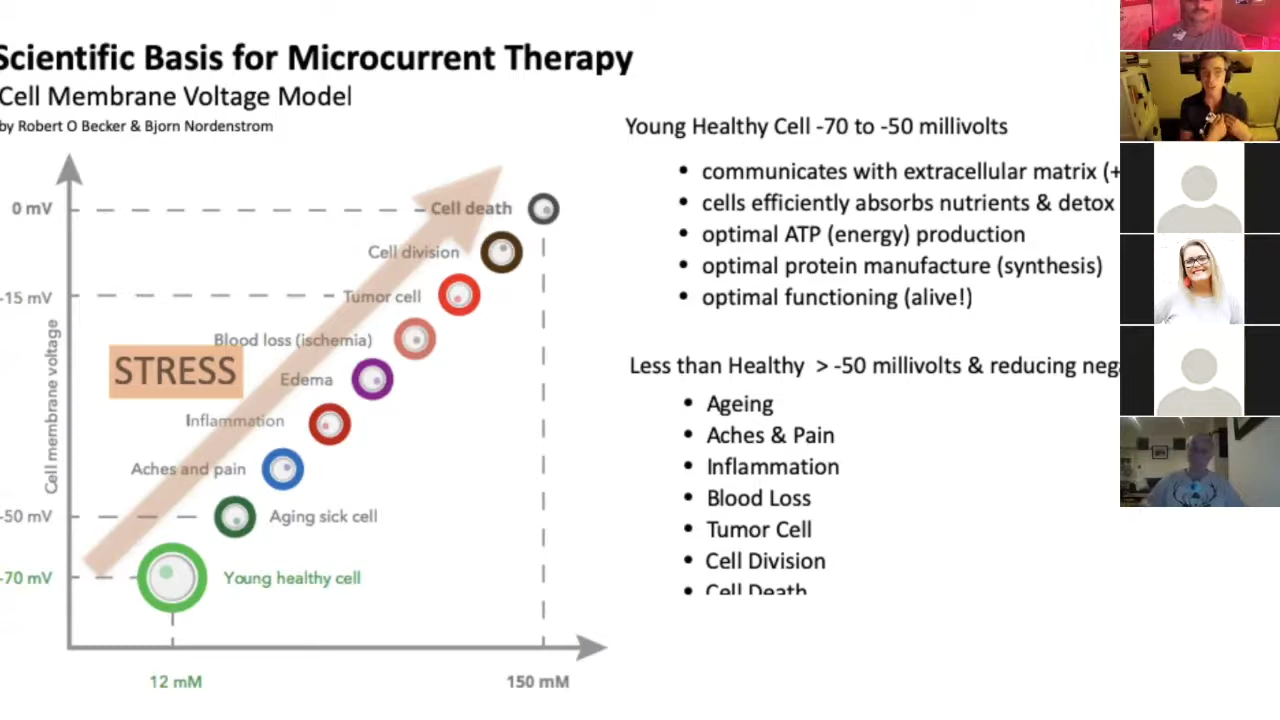 Scientific Basis for Microcurrent Therapy
Cell Membrane Voltage Model
by Robert O Becker & Bjorn Nordenstrom
0 mV
Cell death
Cell division
-15 mV
Tumor cell
Blood loss (ischemia)
STRESS
Edema
Inflammation
Cell membrane voltage
Aches and pain
-50 mV
Aging sick cell
-70 mV
Young healthy cell
12 mM
150 mM
Young Healthy Cell -70 to -50 millivolts
• communicates with extracellular matrix (+
• cells efficiently absorbs nutrients & detox
• optimal ATP (energy) production
• optimal protein manufacture (synthesis)
• optimal functioning (alive!)
Less than Healthy > -50 millivolts & reducing neg
• Ageing
• Aches & Pain
• Inflammation
• Blood Loss
• Tumor Cell
• Cell Division
• Cell Death